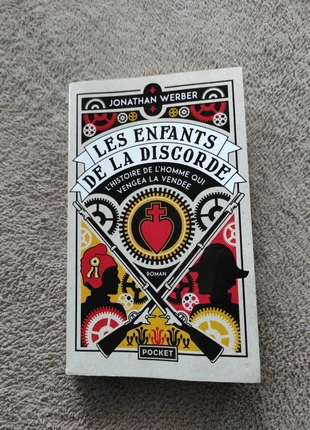 JONATHAN WERBER
LES ENFANTS
DE LA DISCORDE
L'HISTOIRE DE L'HOMME QUI
VENGEA LA VENDÉE
ROMAN
POCKET